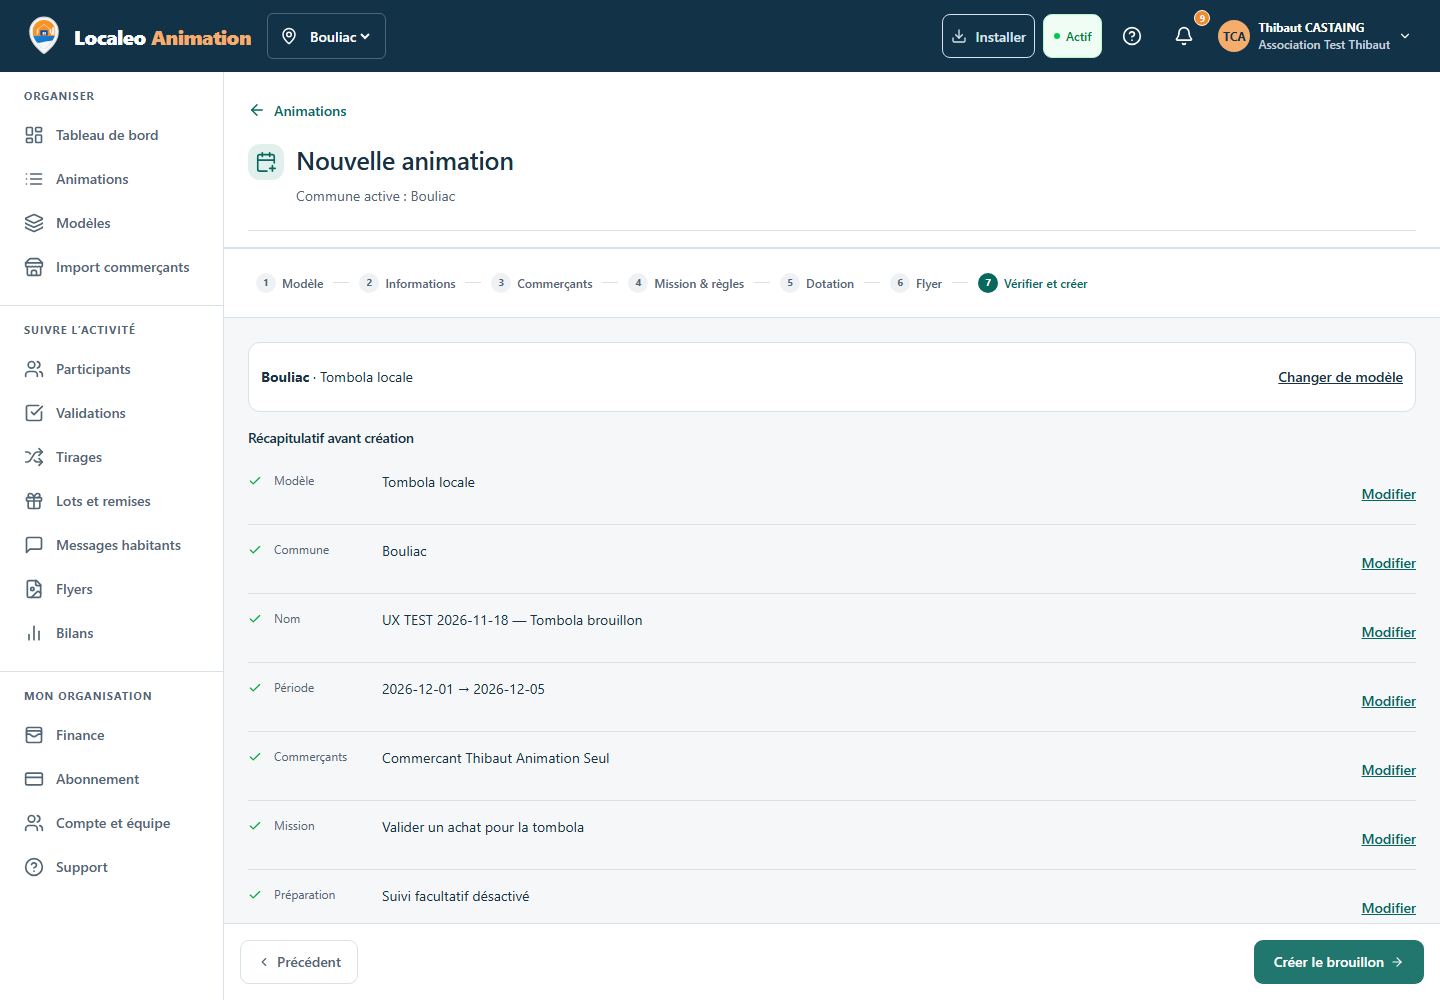 Localeo Animation
Bouliac
Installer
Actif
9
TCA
Thibaut CASTAING
Association Test Thibaut
ORGANISER
Tableau de bord
Animations
Modèles
Import commerçants
SUIVRE L'ACTIVITÉ
Participants
Validations
Tirages
Lots et remises
Messages habitants
Flyers
Bilans
MON ORGANISATION
Finance
Abonnement
Compte et équipe
Support
← Animations
Nouvelle animation
Commune active : Bouliac
1 Modèle
2 Informations
3 Commerçants
4 Mission & règles
5 Dotation
6 Flyer
7 Vérifier et créer
Bouliac · Tombola locale
Changer de modèle
Récapitulatif avant création
Modèle Tombola locale Modifier
Commune Bouliac Modifier
Nom UX TEST 2026-11-18 — Tombola brouillon Modifier
Période 2026-12-01 → 2026-12-05 Modifier
Commerçants Commercant Thibaut Animation Seul Modifier
Mission Valider un achat pour la tombola Modifier
Préparation Suivi facultatif désactivé Modifier
Précédent
Créer le brouillon →